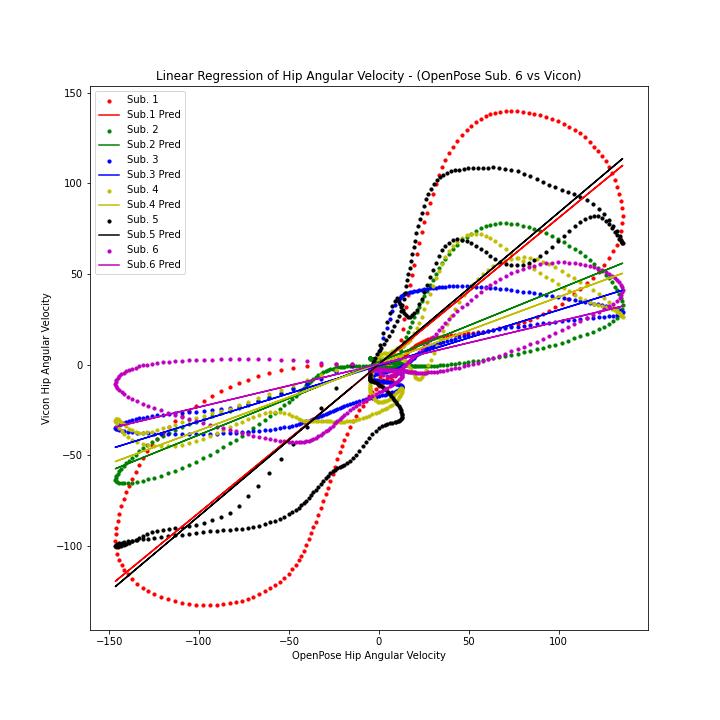 Linear Regression of Hip Angular Velocity - (OpenPose Sub. 6 vs Vicon)
Sub. 1
Sub.1 Pred
Sub. 2
Sub.2 Pred
Sub. 3
Sub.3 Pred
Sub. 4
Sub.4 Pred
Sub. 5
Sub.5 Pred
Sub. 6
Sub.6 Pred
Vicon Hip Angular Velocity
150
100
50
0
−50
−100
−150
−100
−50
0
50
100
OpenPose Hip Angular Velocity